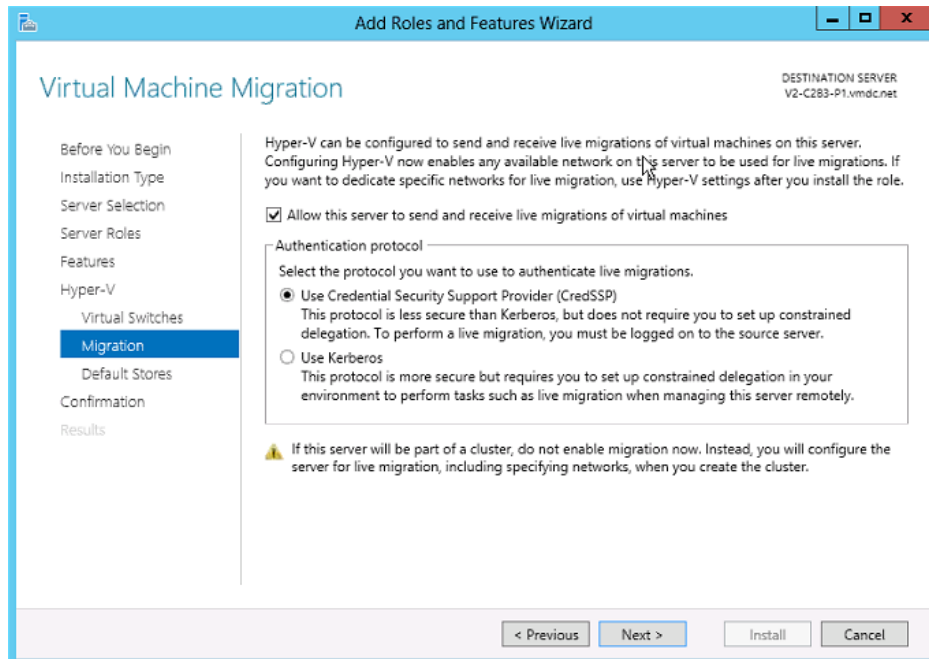 Add Roles and Features Wizard
Virtual Machine Migration
DESTINATION SERVER
V2-C2B3-P1.vmdc.net
Before You Begin
Installation Type
Server Selection
Server Roles
Features
Hyper-V
Virtual Switches
Migration
Default Stores
Confirmation
Results
Hyper-V can be configured to send and receive live migrations of virtual machines on this server.
Configuring Hyper-V now enables any available network on this server to be used for live migrations. If
you want to dedicate specific networks for live migration, use Hyper-V settings after you install the role.
Allow this server to send and receive live migrations of virtual machines
Authentication protocol
Select the protocol you want to use to authenticate live migrations.
Use Credential Security Support Provider (CredSSP)
This protocol is less secure than Kerberos, but does not require you to set up constrained
delegation. To perform a live migration, you must be logged on to the source server.
Use Kerberos
This protocol is more secure but requires you to set up constrained delegation in your
environment to perform tasks such as live migration when managing this server remotely.
If this server will be part of a cluster, do not enable migration now. Instead, you will configure the
server for live migration, including specifying networks, when you create the cluster.
< Previous
Next >
Install
Cancel